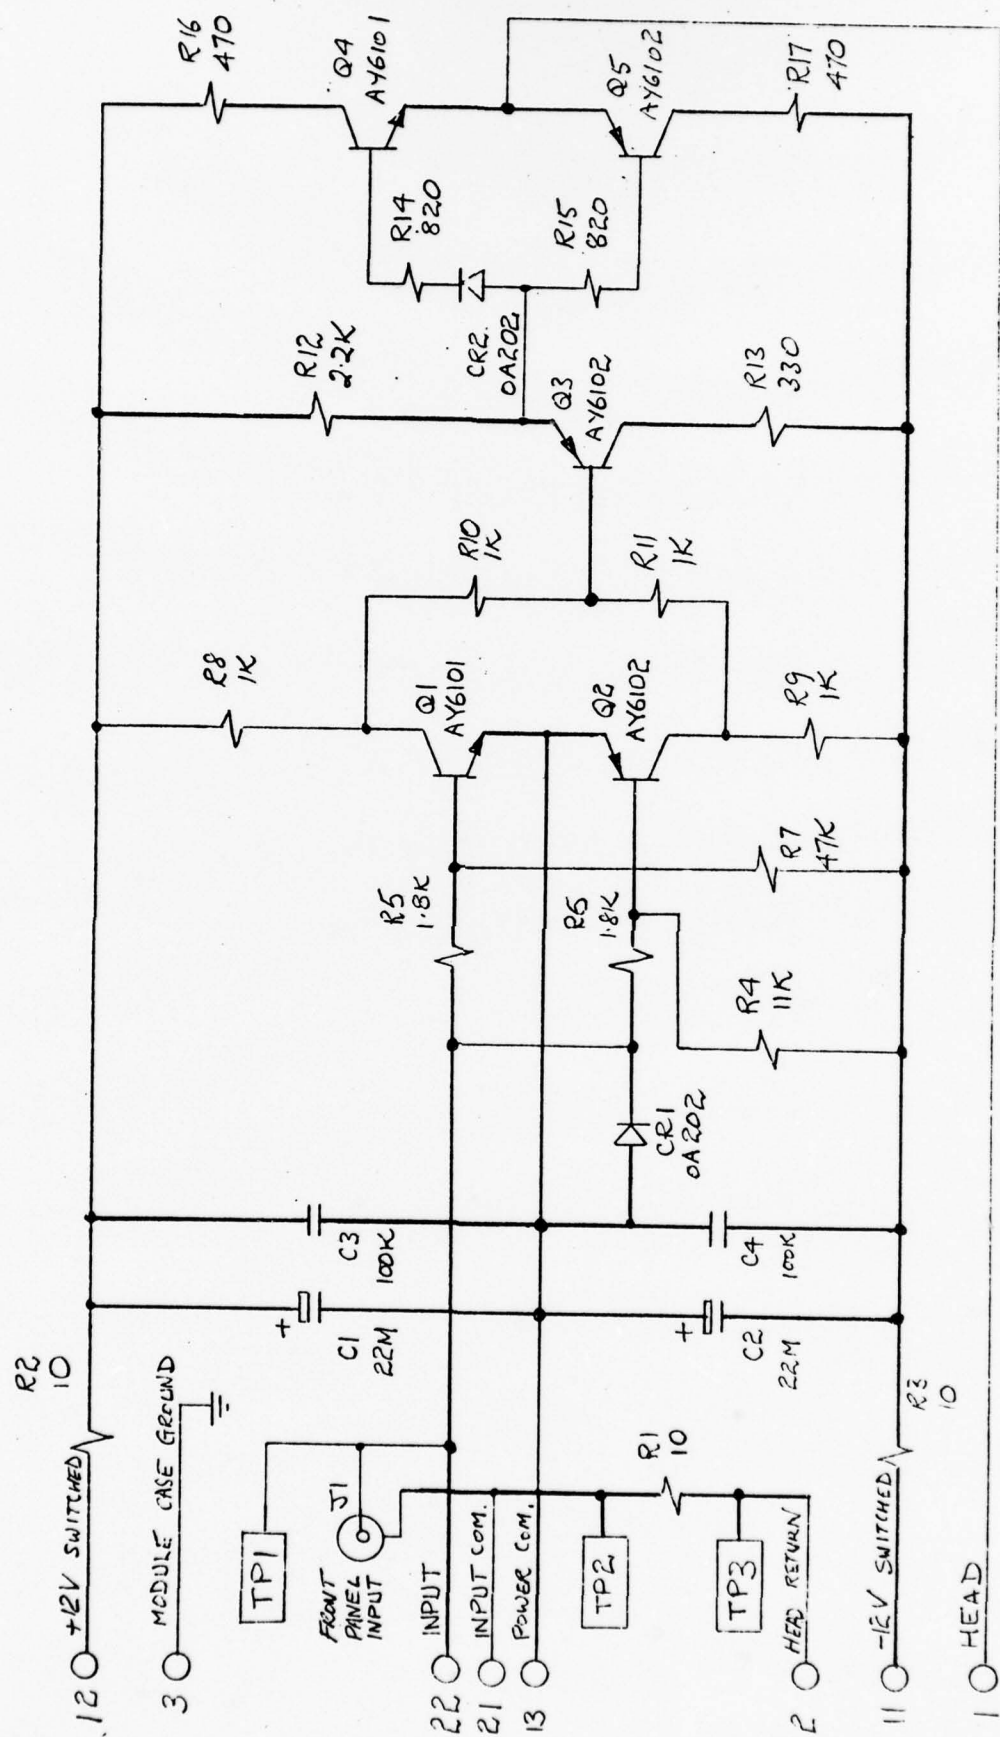 12
+12V SWITCHED
R2
10
3
MODULE CASE GROUND
TP1
FRONT
PANEL
INPUT
J1
22
INPUT
21
INPUT COM.
13
POWER COM.
TP2
R1
10
TP3
2
HEAD RETURN
11
-12V SWITCHED
R3
10
1
HEAD
+
C1
22M
+
C2
22M
C3
100K
C4
100K
CR1
OA202
R4
11K
R5
1.8K
R6
1.8K
R7
47K
R8
1K
Q1
AY6101
Q2
AY6102
R9
1K
R10
1K
R11
1K
R12
2.2K
Q3
AY6102
R13
330
CR2.
OA202
R14
820
R15
820
R16
470
Q4
AY6101
Q5
AY6102
R17
470